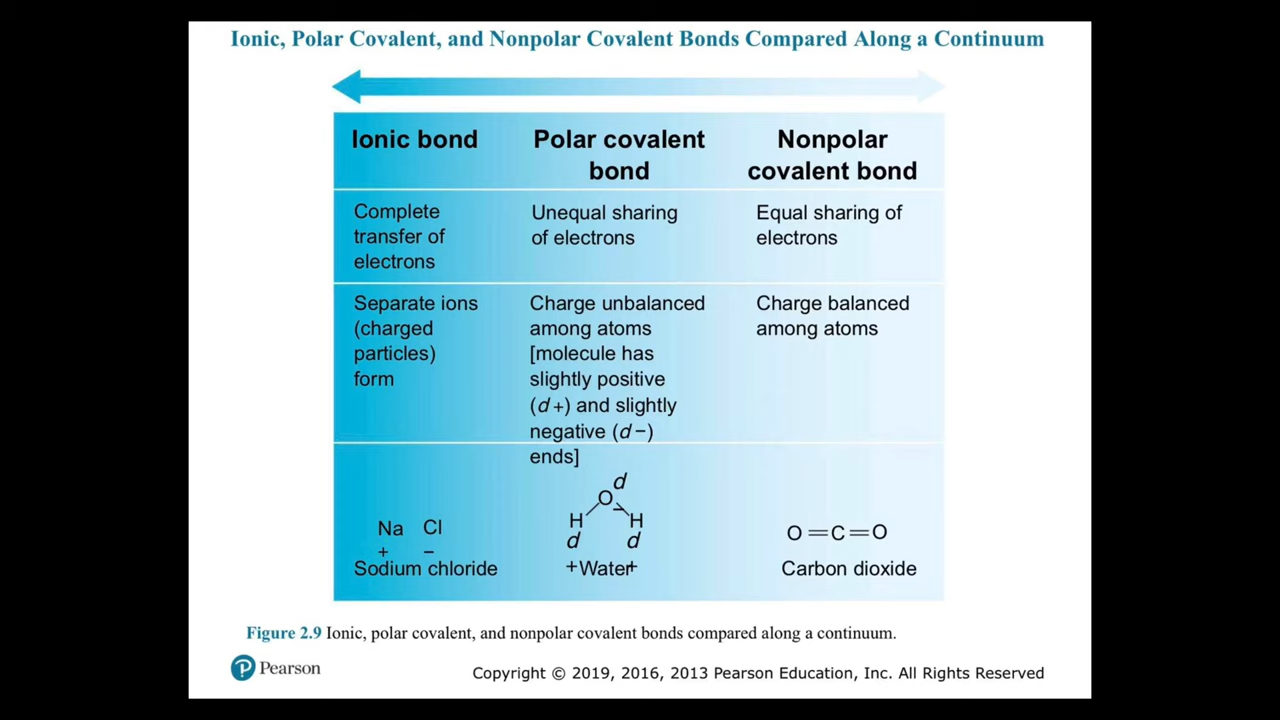 Ionic, Polar Covalent, and Nonpolar Covalent Bonds Compared Along a Continuum
Ionic bond
Polar covalent
bond
Nonpolar
covalent bond
Complete
transfer of
electrons
Unequal sharing
of electrons
Equal sharing of
electrons
Separate ions
(charged
particles)
form
Charge unbalanced
among atoms
[molecule has
slightly positive
(d +) and slightly
negative (d −)
ends]
Charge balanced
among atoms
Na Cl
+ −
Sodium chloride
d
O
−
H H
d d
+Water+
O=C=O
Carbon dioxide
Figure 2.9 Ionic, polar covalent, and nonpolar covalent bonds compared along a continuum.
P Pearson
Copyright © 2019, 2016, 2013 Pearson Education, Inc. All Rights Reserved